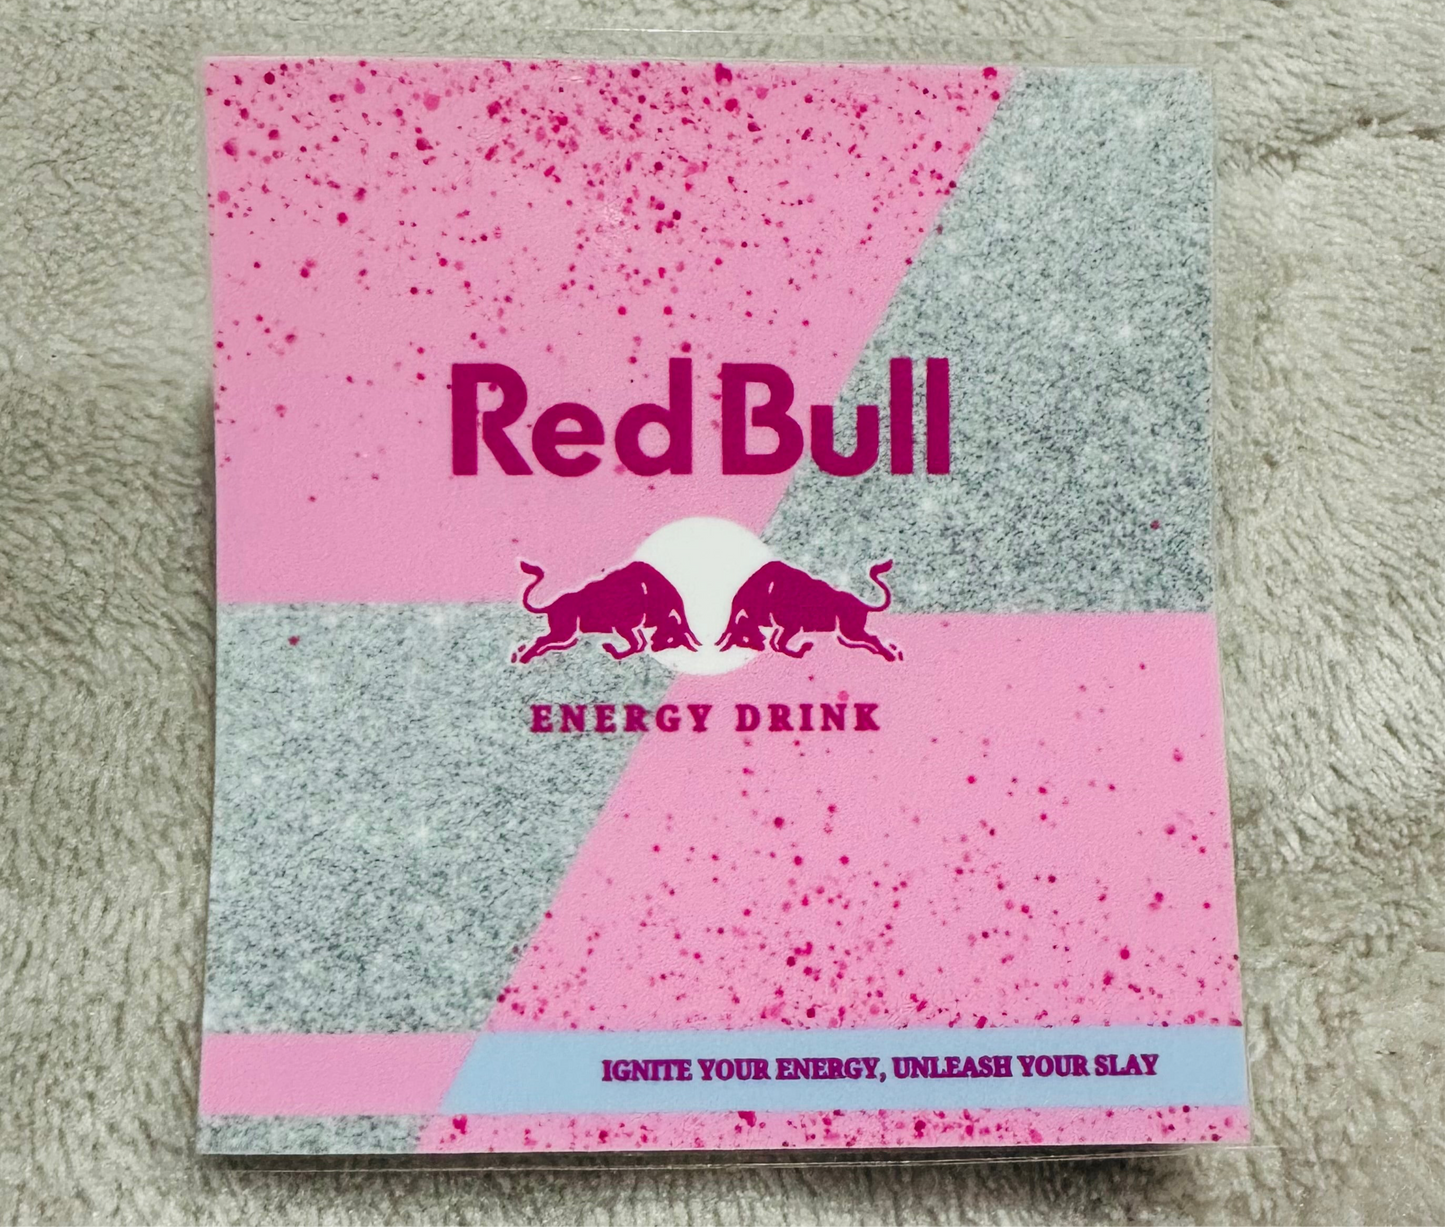 Red Bull
ENERGY DRINK
IGNITE YOUR ENERGY, UNLEASH YOUR SLAY